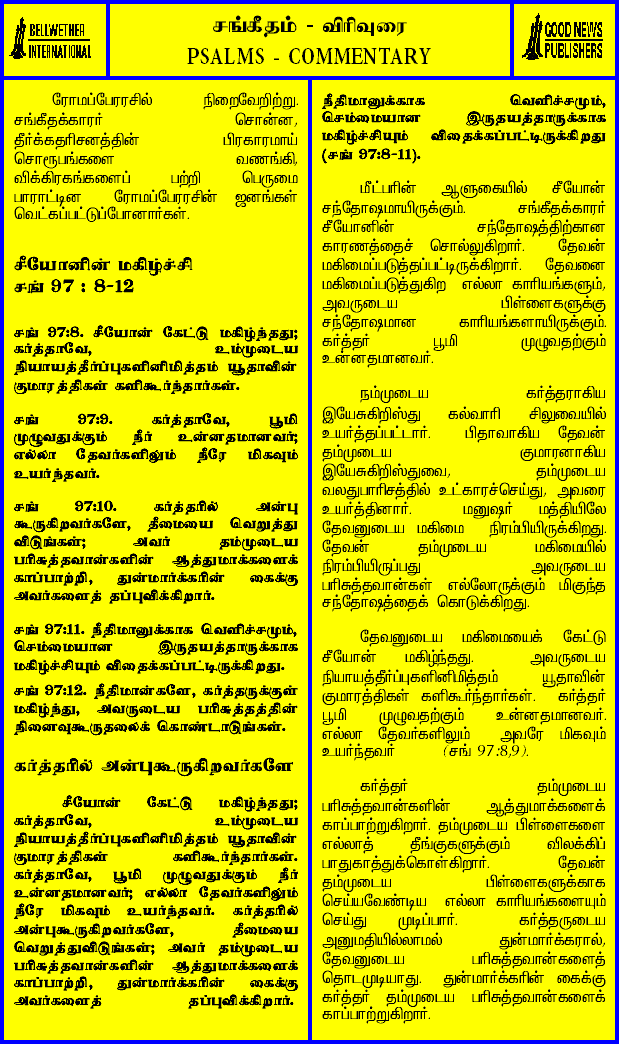 BELLWETHER
INTERNATIONAL
சங்கீதம் - விரிவுரை
PSALMS - COMMENTARY
GOOD NEWS
PUBLISHERS
ரோமப்பேரரசில் நிறைவேறிற்று.
சங்கீதக்காரர் சொன்ன,
தீர்க்கதரிசனத்தின் பிரகாரமாய்
சொரூபங்களை வணங்கி,
விக்கிரகங்களைப் பற்றி பெருமை
பாராட்டின ரோமப்பேரரசின் ஜனங்கள்
வெட்கப்பட்டுப்போனார்கள்.
சீயோனின் மகிழ்ச்சி
சங் 97 : 8-12
சங் 97:8. சீயோன் கேட்டு மகிழ்ந்தது;
கர்த்தாவே, உம்முடைய
நியாயத்தீர்ப்புகளினிமித்தம் யூதாவின்
குமாரத்திகள் களிகூர்ந்தார்கள்.
சங் 97:9. கர்த்தாவே, பூமி
முழுவதுக்கும் நீர் உன்னதமானவர்;
எல்லா தேவர்களிலும் நீரே மிகவும்
உயர்ந்தவர்.
சங் 97:10. கர்த்தரில் அன்பு
கூருகிறவர்களே, தீமையை வெறுத்து
விடுங்கள்; அவர் தம்முடைய
பரிசுத்தவான்களின் ஆத்துமாக்களைக்
காப்பாற்றி, துன்மார்க்கரின் கைக்கு
அவர்களைத் தப்புவிக்கிறார்.
சங் 97:11. நீதிமானுக்காக வெளிச்சமும்,
செம்மையான இருதயத்தாருக்காக
மகிழ்ச்சியும் விதைக்கப்பட்டிருக்கிறது.
சங் 97:12. நீதிமான்களே, கர்த்தருக்குள்
மகிழ்ந்து, அவருடைய பரிசுத்தத்தின்
நினைவுகூருதலைக் கொண்டாடுங்கள்.
கர்த்தரில் அன்புகூருகிறவர்களே
சீயோன் கேட்டு மகிழ்ந்தது;
கர்த்தாவே, உம்முடைய
நியாயத்தீர்ப்புகளினிமித்தம் யூதாவின்
குமாரத்திகள் களிகூர்ந்தார்கள்.
கர்த்தாவே, பூமி முழுவதுக்கும் நீர்
உன்னதமானவர்; எல்லா தேவர்களிலும்
நீரே மிகவும் உயர்ந்தவர். கர்த்தரில்
அன்புகூருகிறவர்களே, தீமையை
வெறுத்துவிடுங்கள்; அவர் தம்முடைய
பரிசுத்தவான்களின் ஆத்துமாக்களைக்
காப்பாற்றி, துன்மார்க்கரின் கைக்கு
அவர்களைத் தப்புவிக்கிறார்.
நீதிமானுக்காக வெளிச்சமும்,
செம்மையான இருதயத்தாருக்காக
மகிழ்ச்சியும் விதைக்கப்பட்டிருக்கிறது
(சங் 97:8-11).
மீட்பரின் ஆளுகையில் சீயோன்
சந்தோஷமாயிருக்கும். சங்கீதக்காரர்
சீயோனின் சந்தோஷத்திற்கான
காரணத்தைச் சொல்லுகிறார். தேவன்
மகிமைப்படுத்தப்பட்டிருக்கிறார். தேவனை
மகிமைப்படுத்துகிற எல்லா காரியங்களும்,
அவருடைய பிள்ளைகளுக்கு
சந்தோஷமான காரியங்களாயிருக்கும்.
கர்த்தர் பூமி முழுவதற்கும்
உன்னதமானவர்.
நம்முடைய கர்த்தராகிய
இயேசுகிறிஸ்து கல்வாரி சிலுவையில்
உயர்த்தப்பட்டார். பிதாவாகிய தேவன்
தம்முடைய குமாரனாகிய
இயேசுகிறிஸ்துவை, தம்முடைய
வலதுபாரிசத்தில் உட்காரச்செய்து, அவரை
உயர்த்தினார். மனுஷர் மத்தியிலே
தேவனுடைய மகிமை நிரம்பியிருக்கிறது.
தேவன் தம்முடைய மகிமையில்
நிரம்பியிருப்பது அவருடைய
பரிசுத்தவான்கள் எல்லோருக்கும் மிகுந்த
சந்தோஷத்தைக் கொடுக்கிறது.
தேவனுடைய மகிமையைக் கேட்டு
சீயோன் மகிழ்ந்தது. அவருடைய
நியாயத்தீர்ப்புகளினிமித்தம் யூதாவின்
குமாரத்திகள் களிகூர்ந்தார்கள். கர்த்தர்
பூமி முழுவதற்கும் உன்னதமானவர்.
எல்லா தேவர்களிலும் அவரே மிகவும்
உயர்ந்தவர் (சங் 97:8,9).
கர்த்தர் தம்முடைய
பரிசுத்தவான்களின் ஆத்துமாக்களைக்
காப்பாற்றுகிறார். தம்முடைய பிள்ளைகளை
எல்லாத் தீங்குகளுக்கும் விலக்கிப்
பாதுகாத்துக்கொள்கிறார். தேவன்
தம்முடைய பிள்ளைகளுக்காக
செய்யவேண்டிய எல்லா காரியங்களையும்
செய்து முடிப்பார். கர்த்தருடைய
அனுமதியில்லாமல் துன்மார்க்கரால்,
தேவனுடைய பரிசுத்தவான்களைத்
தொடமுடியாது. துன்மார்க்கரின் கைக்கு
கர்த்தர் தம்முடைய பரிசுத்தவான்களைக்
காப்பாற்றுகிறார்.